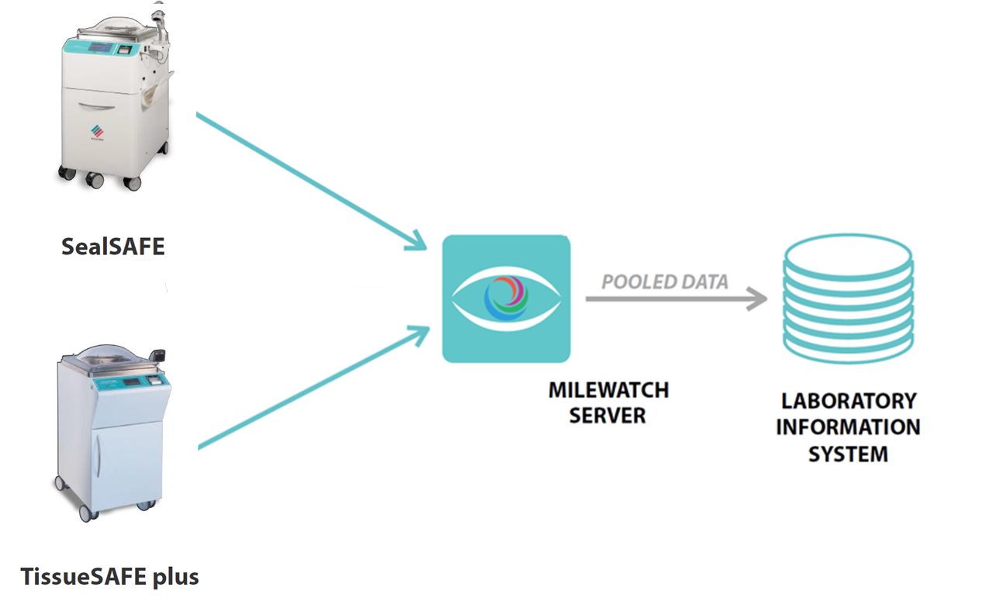 SealSAFE
POOLED DATA
MILEWATCH
SERVER
LABORATORY
INFORMATION
SYSTEM
TissueSAFE plus